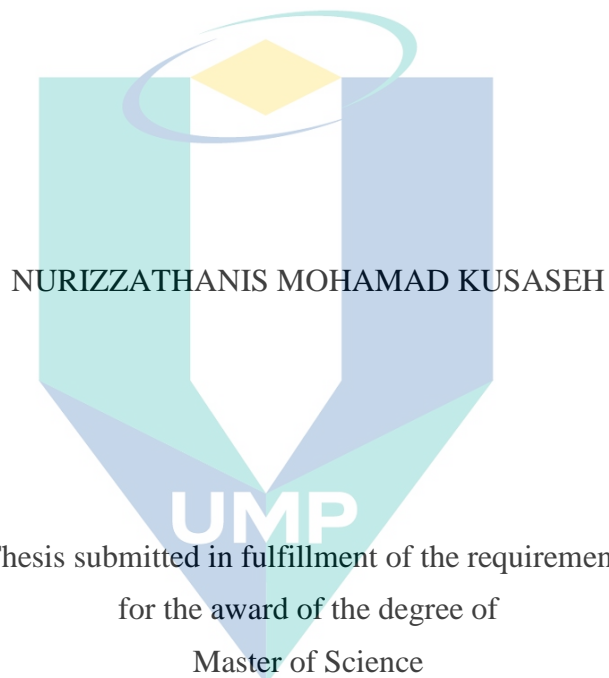 NURIZZATHANIS MOHAMAD KUSASEH
UMP
hesis submitted in fulfillment of the requiremen
for the award of the degree of
Master of Science